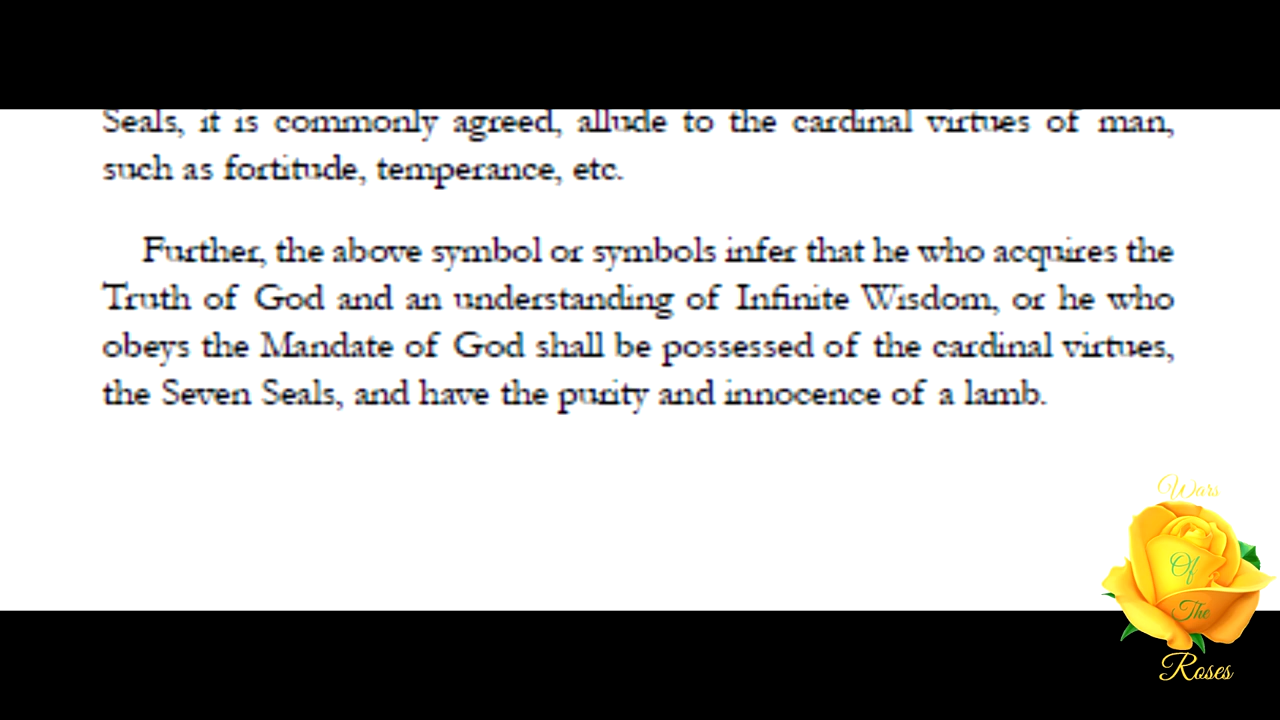 Seals, it is commonly agreed, allude to the cardinal virtues of man,
such as fortitude, temperance, etc.
Further, the above symbol or symbols infer that he who acquires the
Truth of God and an understanding of Infinite Wisdom, or he who
obeys the Mandate of God shall be possessed of the cardinal virtues,
the Seven Seals, and have the purity and innocence of a lamb.
Wars
Of
The
Roses